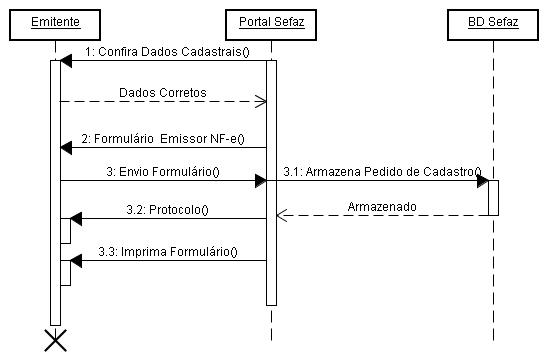 Emitente
Portal Sefaz
BD Sefaz
1: Confira Dados Cadastrais()
Dados Corretos
2: Formulário Emissor NF-e()
3: Envio Formulário()
3.1: Armazena Pedido de Cadastro()
3.2: Protocolo()
Armazenado
3.3: Imprima Formulário()